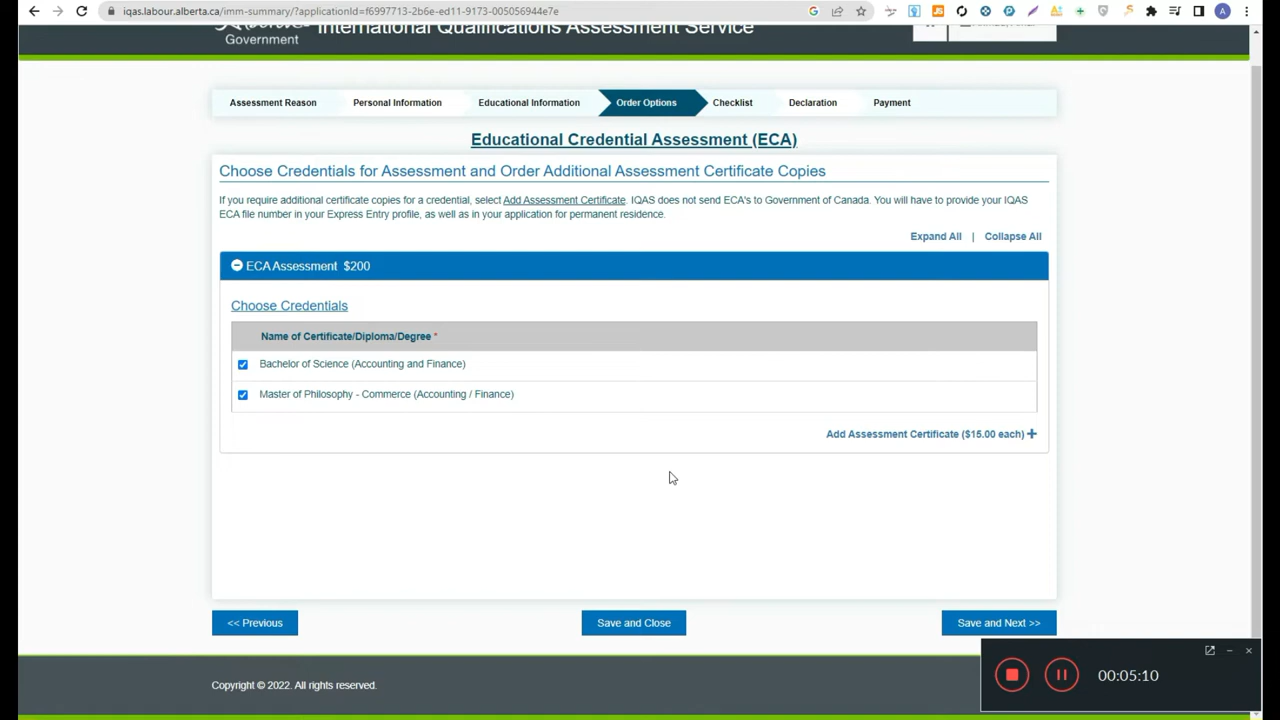 iqas.labour.alberta.ca/imm-summary/?applicationId=f6997713-2b6e-ed11-9173-005056944e7e
Government
International Qualifications Assessment Service
Assessment Reason
Personal Information
Educational Information
Order Options
Checklist
Declaration
Payment
Educational Credential Assessment (ECA)
Choose Credentials for Assessment and Order Additional Assessment Certificate Copies
If you require additional certificate copies for a credential, select Add Assessment Certificate. IQAS does not send ECA's to Government of Canada. You will have to provide your IQAS
ECA file number in your Express Entry profile, as well as in your application for permanent residence.
Expand All | Collapse All
ECA Assessment $200
Choose Credentials
Name of Certificate/Diploma/Degree *
Bachelor of Science (Accounting and Finance)
Master of Philosophy - Commerce (Accounting / Finance)
Add Assessment Certificate ($15.00 each) +
<< Previous
Save and Close
Save and Next >>
Copyright © 2022. All rights reserved.
00:05:10